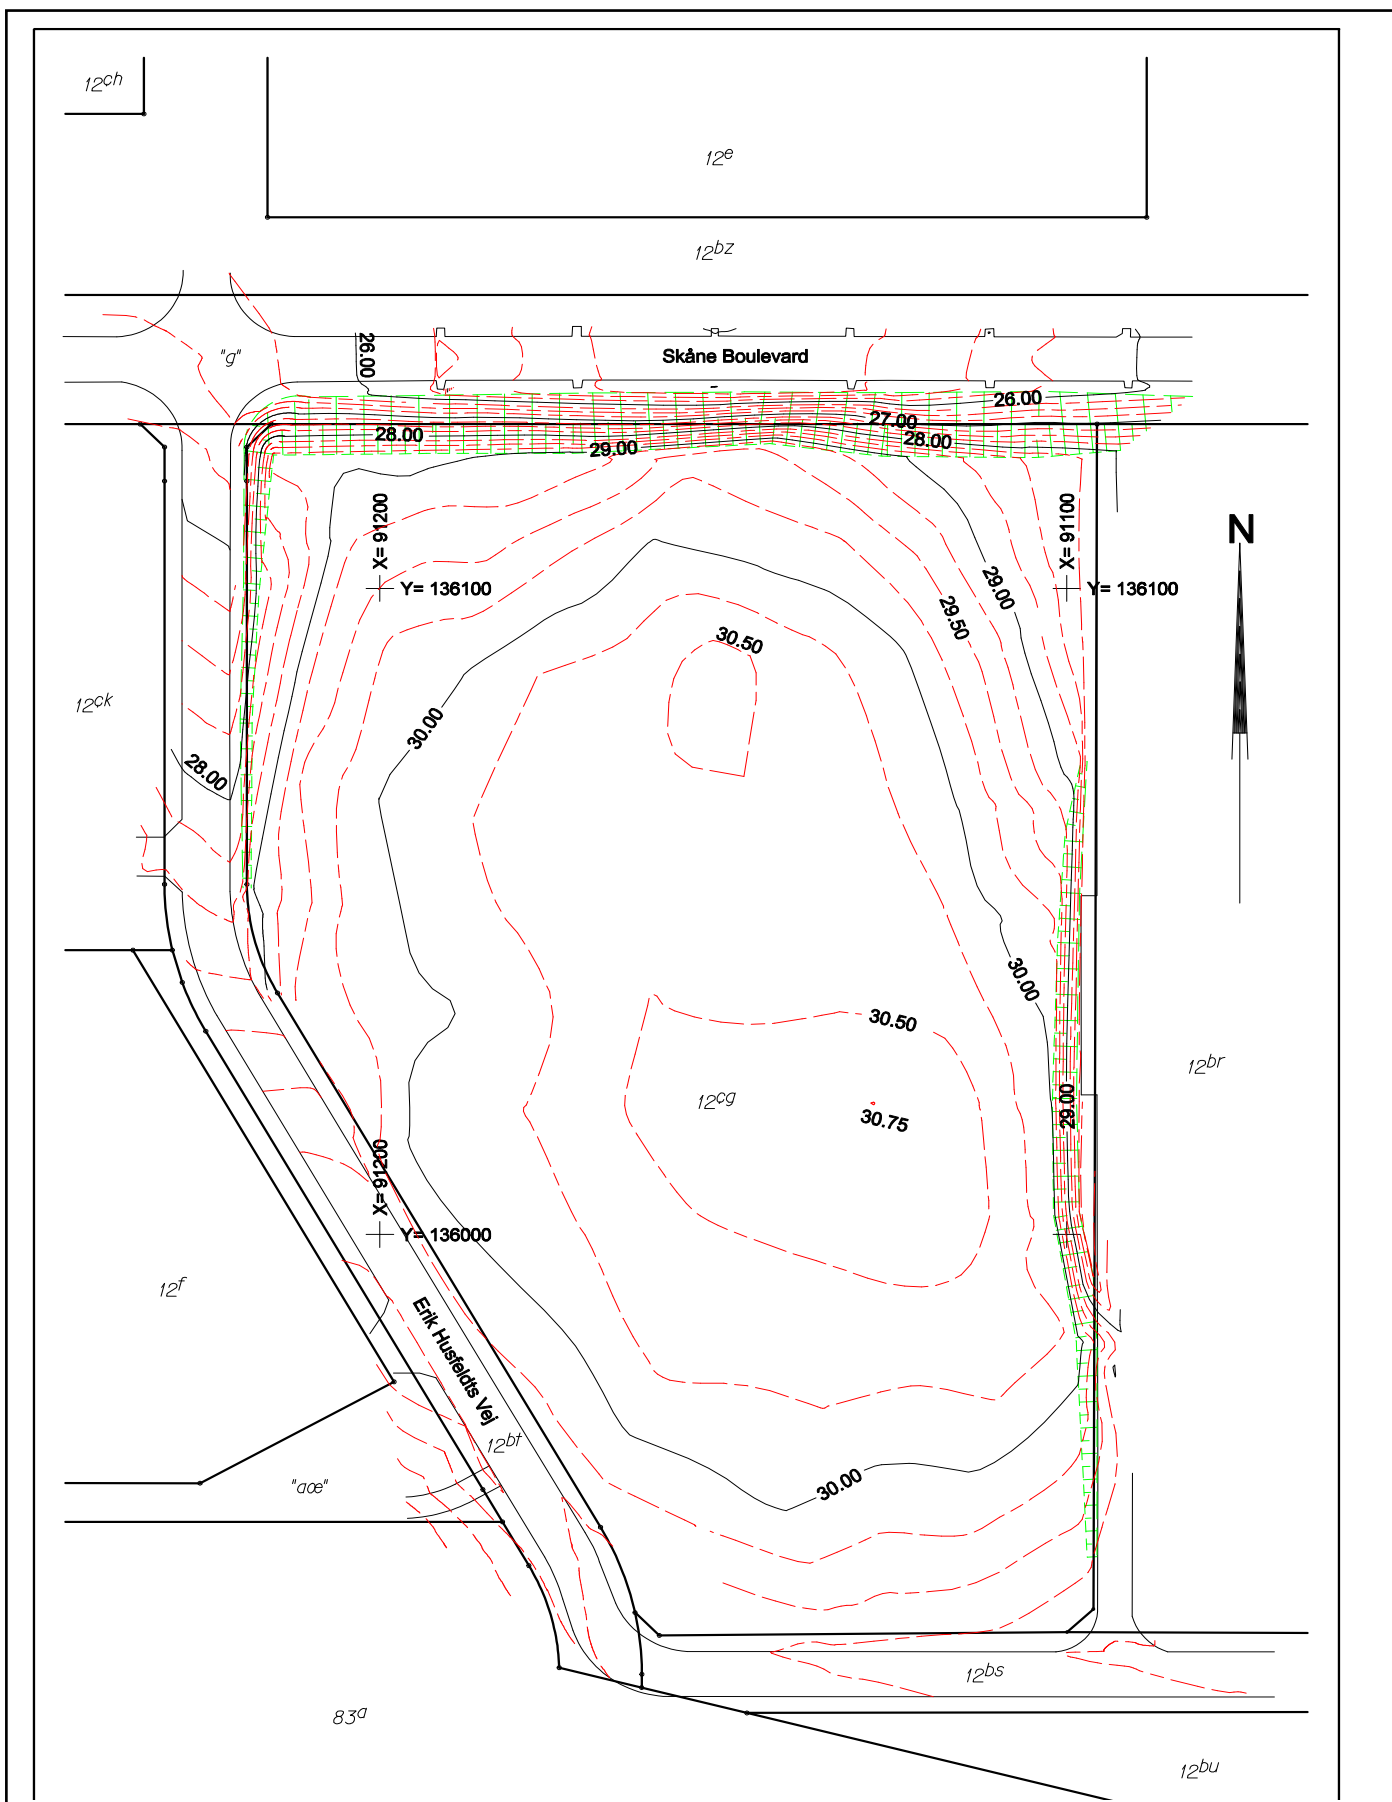 12ch
12e
12bz
"g"
26.00
Skåne Boulevard
26.00
27.00
28.00
28.00
29.00
X= 91200
X= 91100
N
Y= 136100
Y= 136100
29.00
29.50
30.50
12ck
30.00
28.00
30.00
30.50
12br
12cg
29.00
30.75
X= 91200
Y= 136000
12f
Erik Husfeldts Vej
12bt
"aœ"
30.00
12bs
83a
12bu